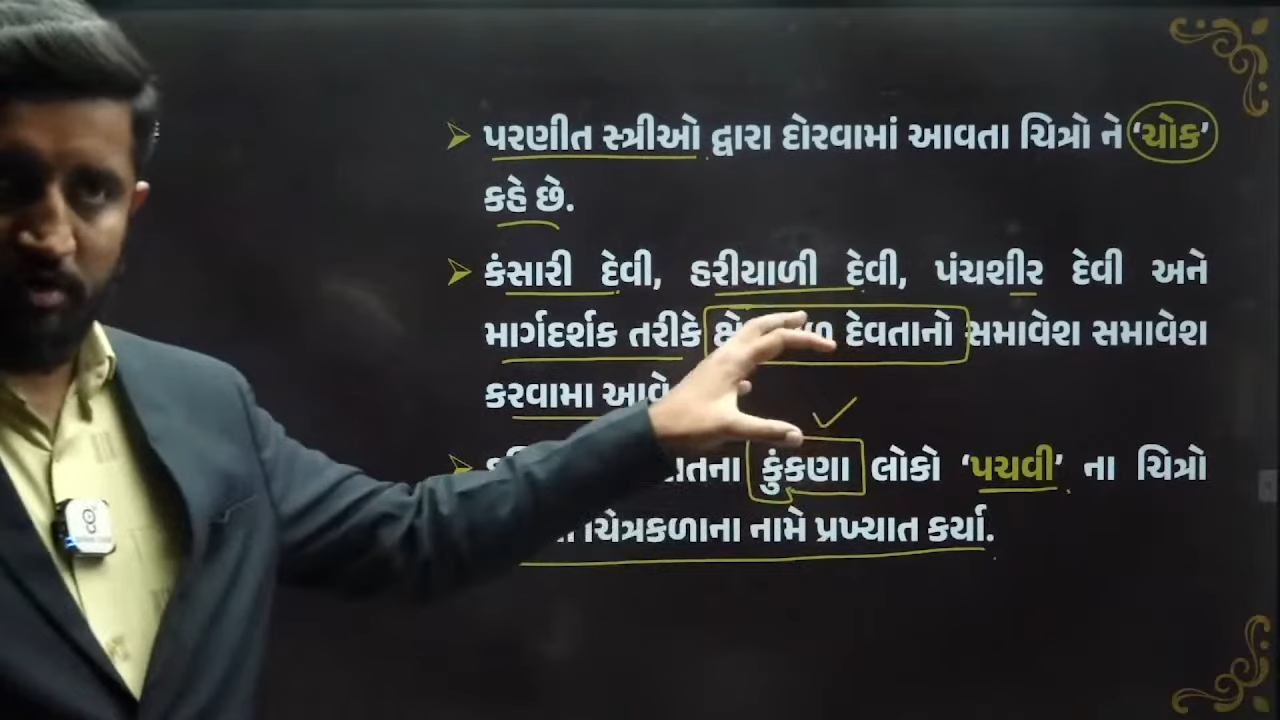 પરણીત સ્ત્રીઓ દ્વારા દોરવામાં આવતા ચિત્રો ને ‘ચોક’
કહે છે.
કંસારી દેવી, હરીયાળી દેવી, પંચશીર દેવી અને
માર્ગદર્શક તરીકે દેવતાનો સમાવેશ સમાવેશ
કરવામા આવે
કુંકણા લોકો ‘પચવી’ ના ચિત્રો
ચિત્રકળાના નામે પ્રખ્યાત કર્યા.